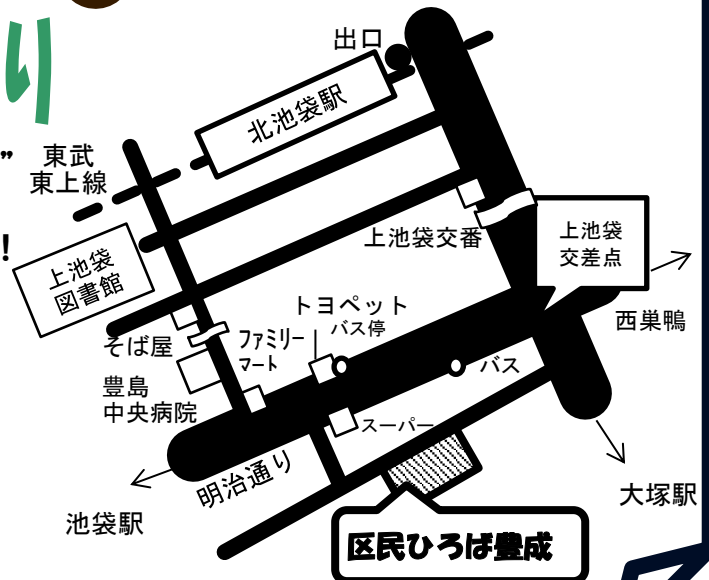 り
出口
北池袋駅
”
東武
東上線
!
上池袋
図書館
上池袋交番
上池袋
交差点
西巣鴨
トヨペット
バス停
そば屋
ファミリー
マート
バス
豊島
中央病院
スーパー
明治通り
池袋駅
大塚駅
区民ひろば豊成